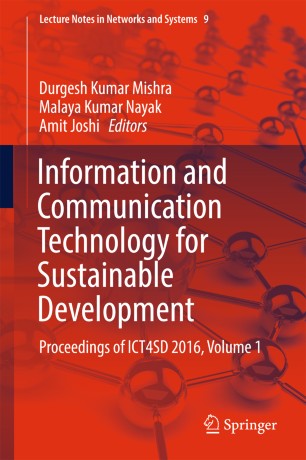 Lecture Notes in Networks and Systems 9
Durgesh Kumar Mishra
Malaya Kumar Nayak
Amit Joshi Editors
Information and
Communication
Technology for
Sustainable
Development
Proceedings of ICT4SD 2016, Volume 1
Springer